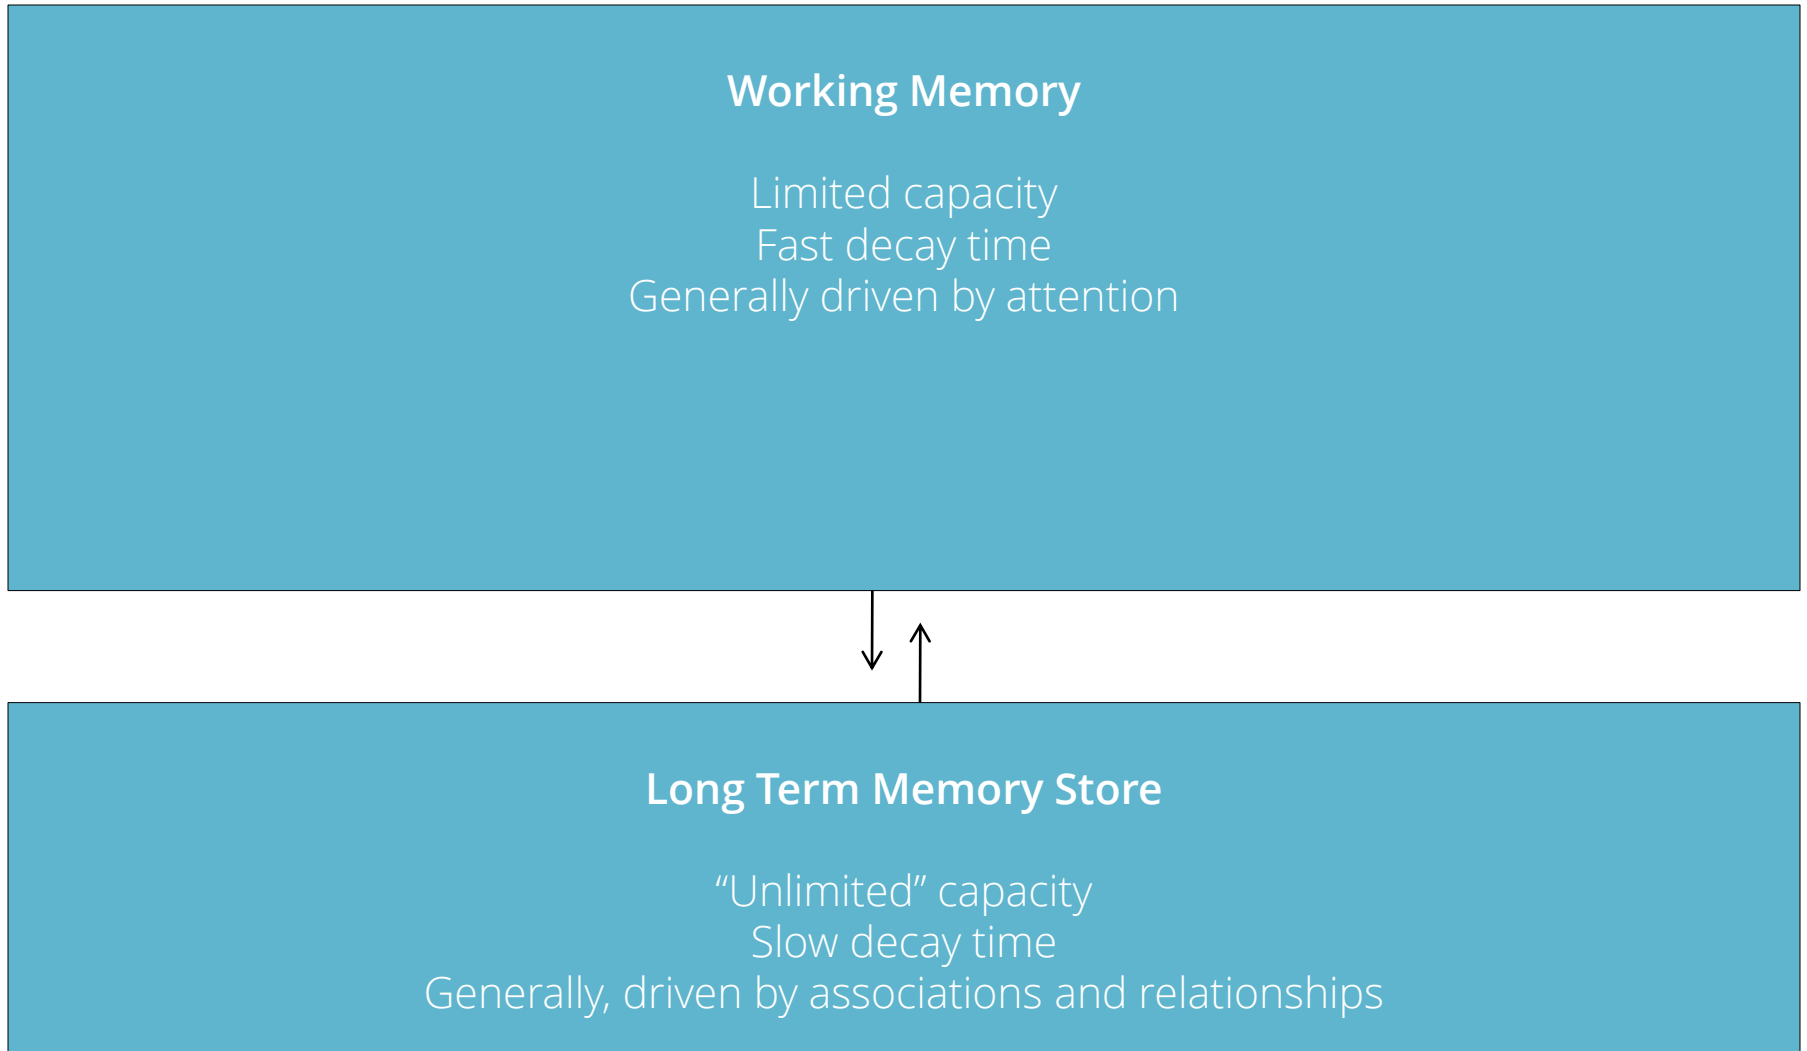 Working Memory
Limited capacity
Fast decay time
Generally driven by attention
Long Term Memory Store
“Unlimited” capacity
Slow decay time
Generally, driven by associations and relationships